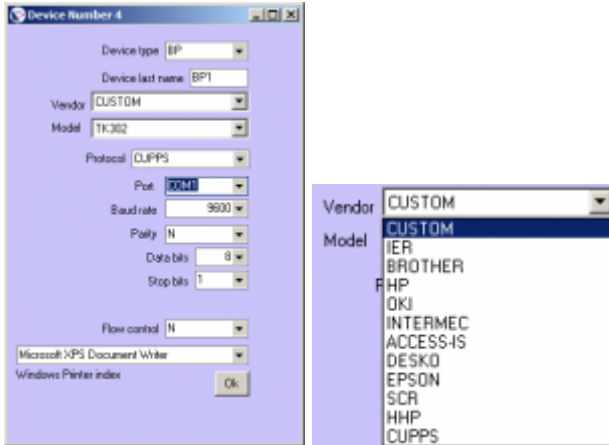 Device Number 4
Device type BP
Device last name BP1
Vendor CUSTOM
Model TK302
Protocol CUPPS
Port COM1
Baud rate 9600
Parity N
Data bits 8
Stop bits 1
Flow control N
Microsoft XPS Document Writer
Windows Printer index
Ok
Vendor CUSTOM
Model
CUSTOM
IER
BROTHER
HP
OKI
INTERMEC
ACCESS-IS
DESKO
EPSON
SCR
HHP
CUPPS